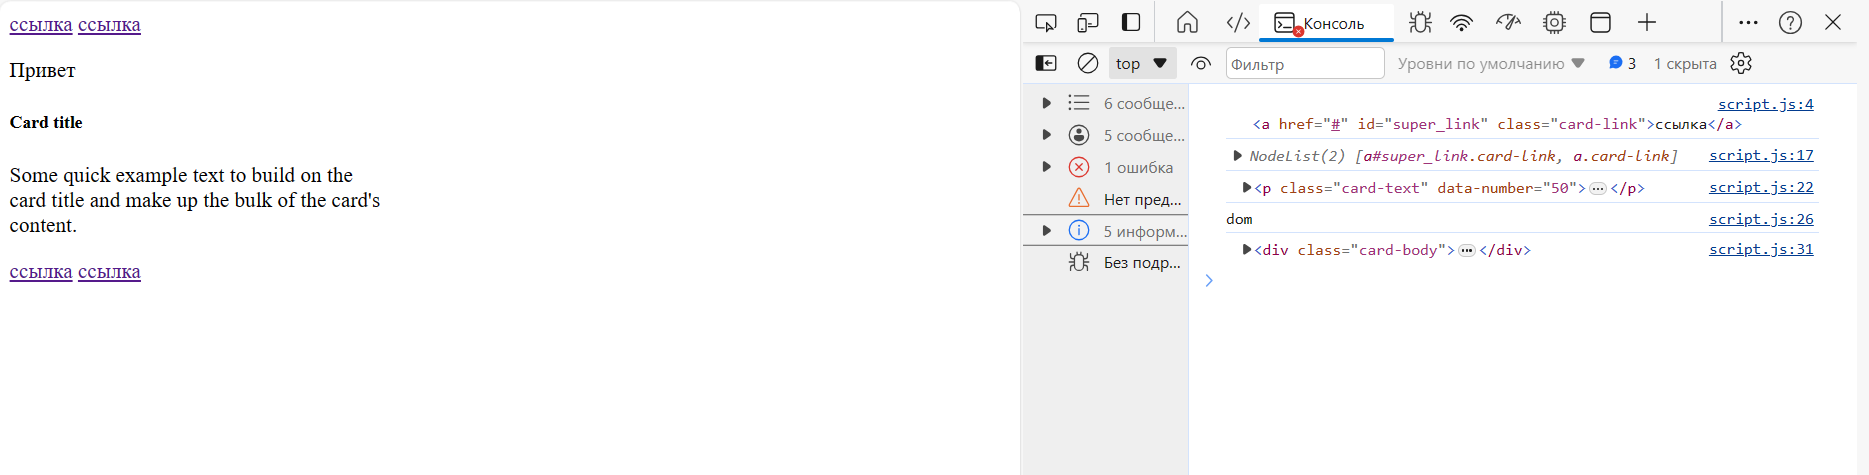 ссылка ссылка
Привет
Card title
Some quick example text to build on the
card title and make up the bulk of the card's
content.
ссылка ссылка
Консоль
top
Фильтр
Уровни по умолчанию
3
1 скрыта
6 сообще...
5 сообще...
1 ошибка
Нет пред...
5 информ...
Без подр...
script.js:4
<a href="#" id="super_link" class="card-link">ссылка</a>
NodeList(2) [a#super_link.card-link, a.card-link] script.js:17
<p class="card-text" data-number="50">…</p> script.js:22
dom script.js:26
<div class="card-body">…</div> script.js:31